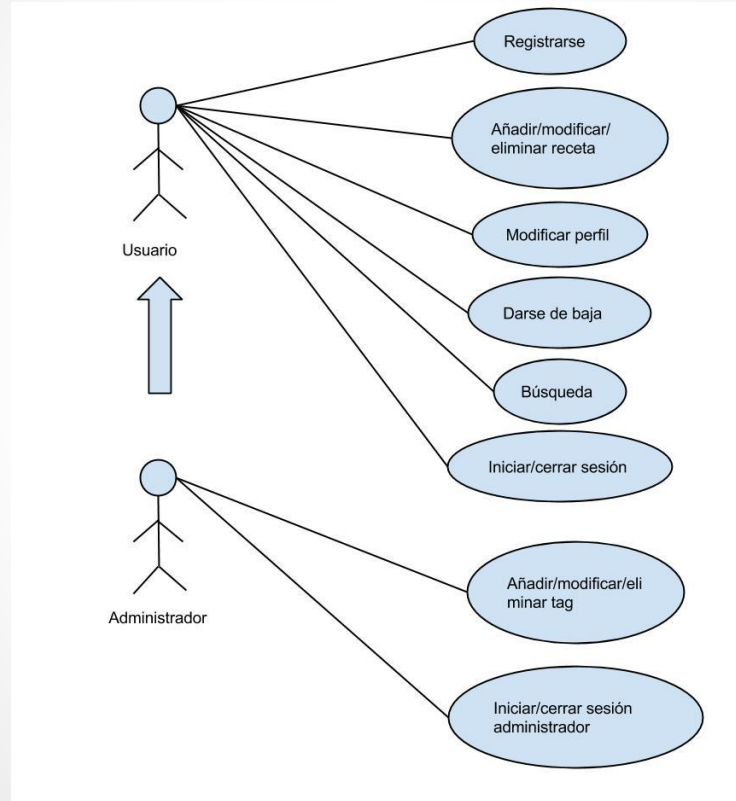 Registrarse
Añadir/modificar/
eliminar receta
Modificar perfil
Usuario
Darse de baja
Búsqueda
Iniciar/cerrar sesión
Añadir/modificar/eli
minar tag
Administrador
Iniciar/cerrar sesión
administrador